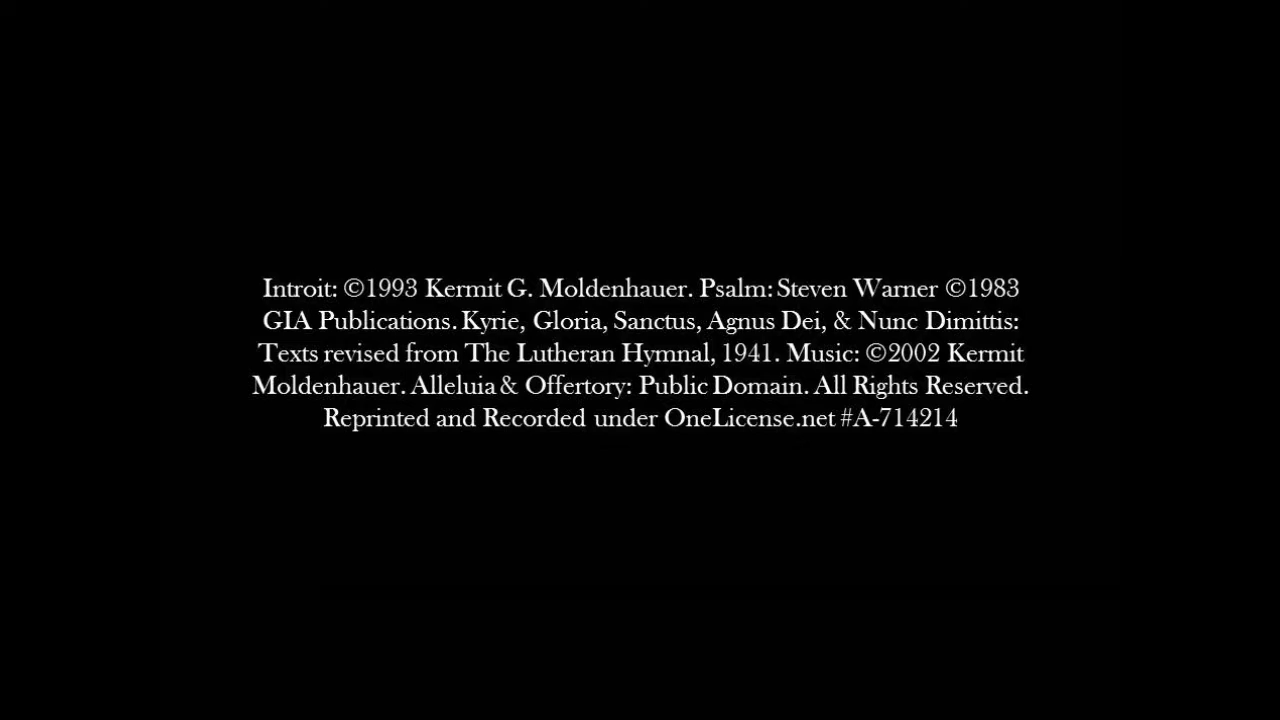 Introit: ©1993 Kermit G. Moldenhauer. Psalm: Steven Warner ©1983
GIA Publications. Kyrie, Gloria, Sanctus, Agnus Dei, & Nunc Dimittis:
Texts revised from The Lutheran Hymnal, 1941. Music: ©2002 Kermit
Moldenhauer. Alleluia & Offertory: Public Domain. All Rights Reserved.
Reprinted and Recorded under OneLicense.net #A-714214